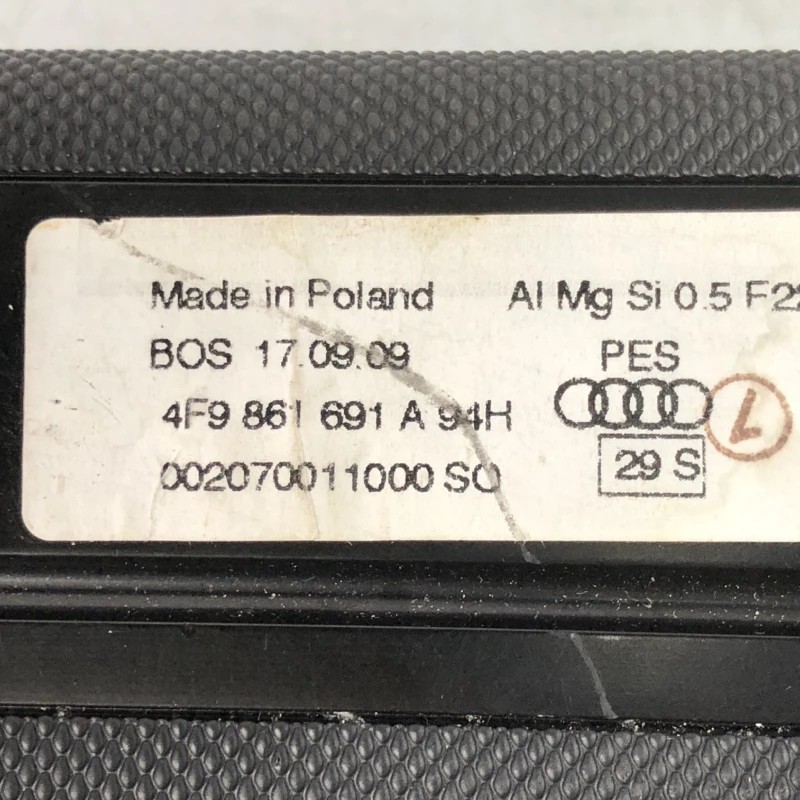 Made in Poland Al Mg Si 0.5 F22
BOS 17.09.09 PES
4F9 861 691 A 94H 1
002070011000 SO 29 S